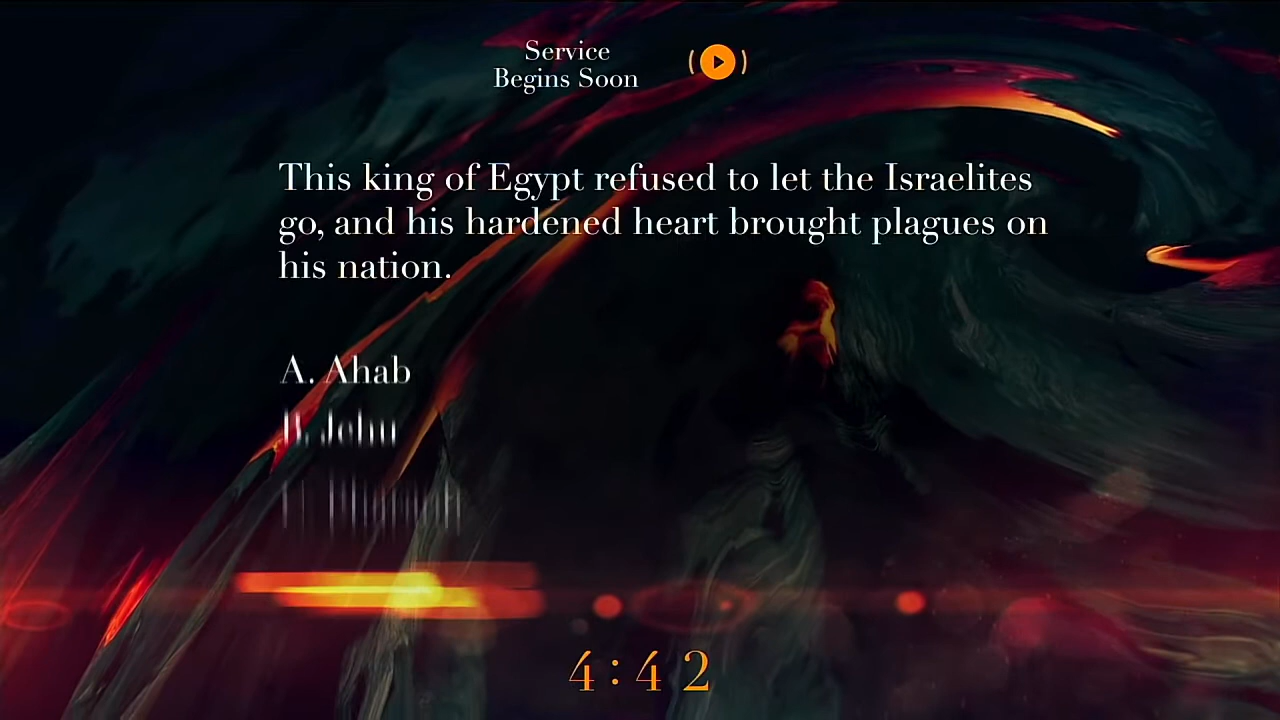 Service
Begins Soon
This king of Egypt refused to let the Israelites
go, and his hardened heart brought plagues on
his nation.
A. Ahab
B. Jehu
4:42